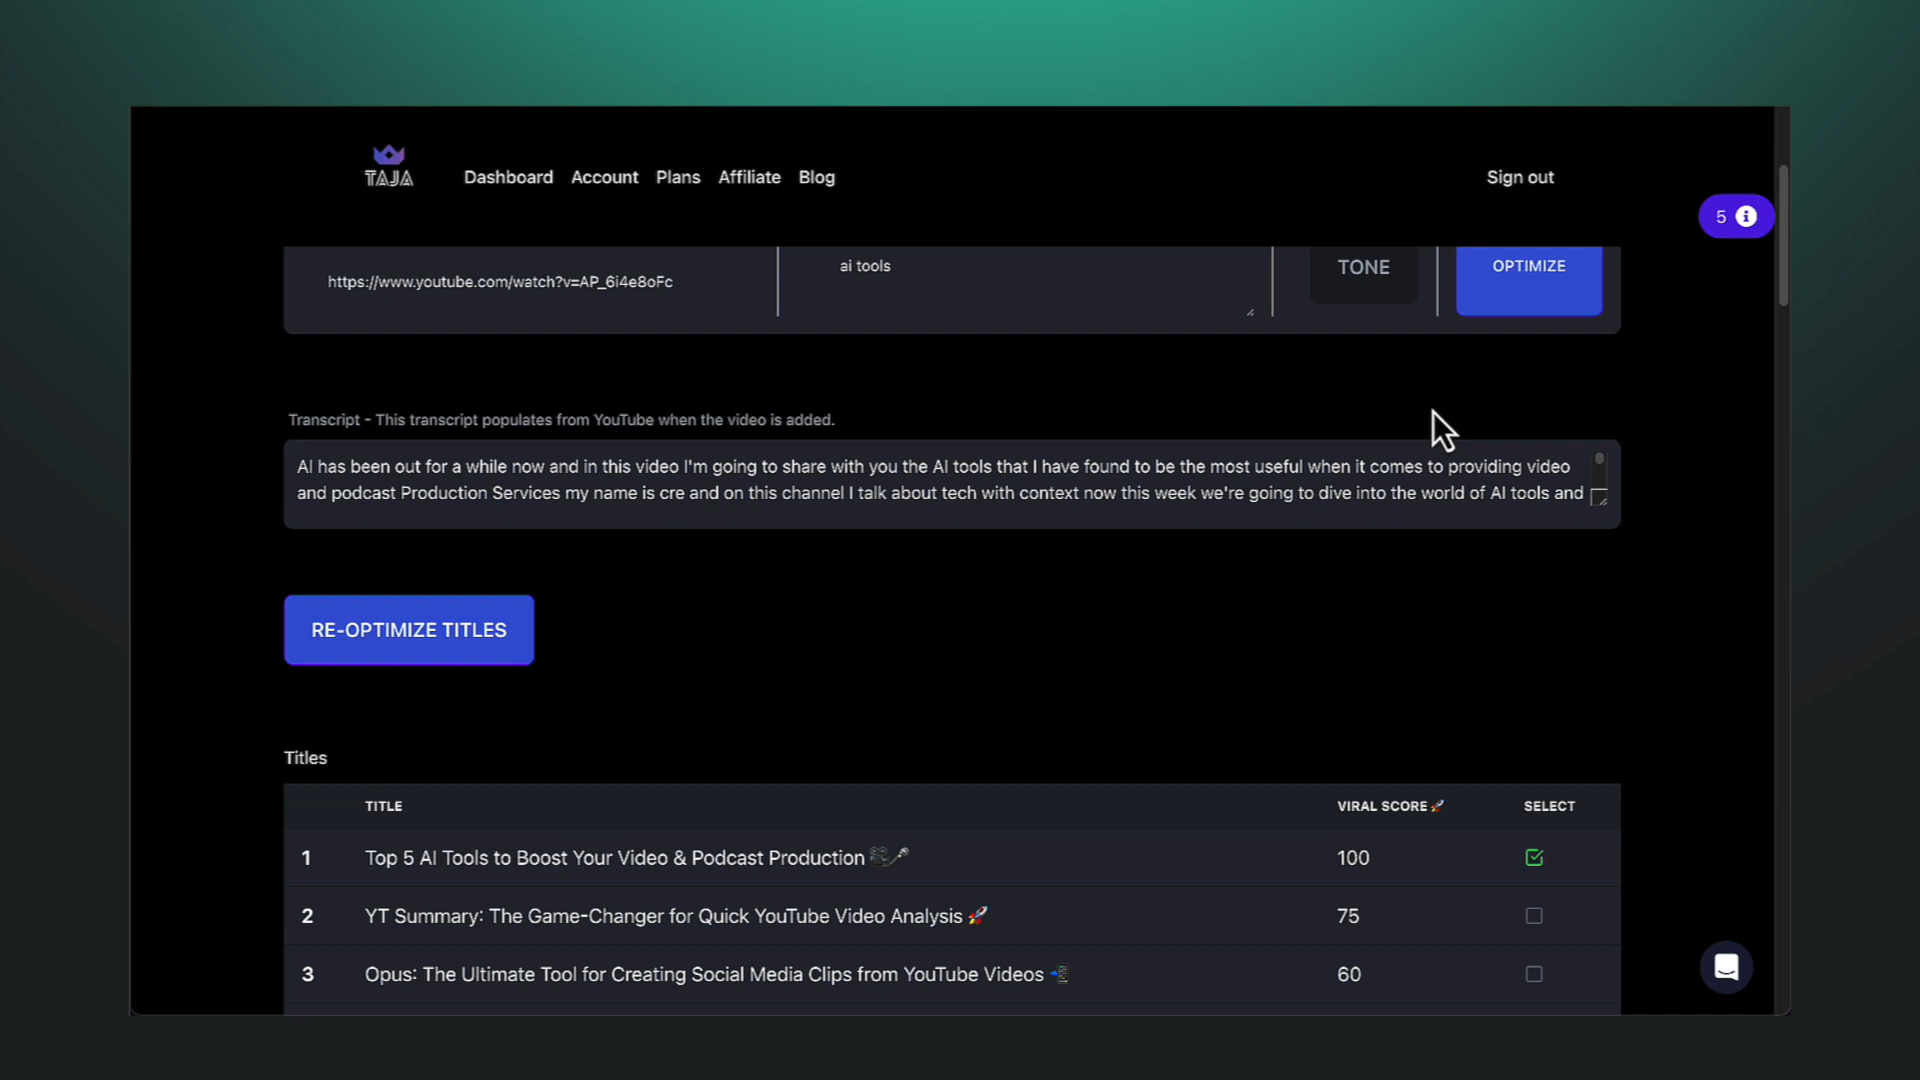 TAJA
Dashboard Account Plans Affiliate Blog
Sign out
5
https://www.youtube.com/watch?v=AP_6i4e8oFc
ai tools
TONE
OPTIMIZE
Transcript - This transcript populates from YouTube when the video is added.
AI has been out for a while now and in this video I'm going to share with you the AI tools that I have found to be the most useful when it comes to providing video
and podcast Production Services my name is cre and on this channel I talk about tech with context now this week we're going to dive into the world of AI tools and
RE-OPTIMIZE TITLES
Titles
TITLE VIRAL SCORE🚀 SELECT
1 Top 5 AI Tools to Boost Your Video & Podcast Production 🎥🎤 100
2 YT Summary: The Game-Changer for Quick YouTube Video Analysis 🚀 75
3 Opus: The Ultimate Tool for Creating Social Media Clips from YouTube Videos 📲 60